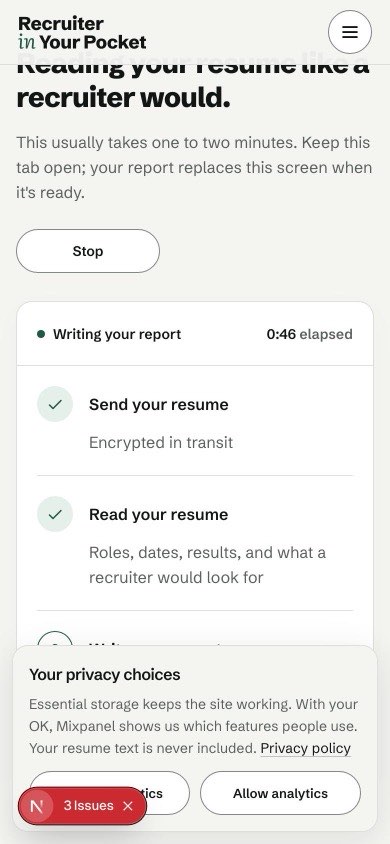 Recruiter
in Your Pocket
Reading your resume like a
recruiter would.
This usually takes one to two minutes. Keep this
tab open; your report replaces this screen when
it's ready.
Stop
Writing your report
0:46 elapsed
Send your resume
Encrypted in transit
Read your resume
Roles, dates, results, and what a
recruiter would look for
Your privacy choices
Essential storage keeps the site working. With your
OK, Mixpanel shows us which features people use.
Your resume text is never included. Privacy policy
Allow analytics
N 3 Issues